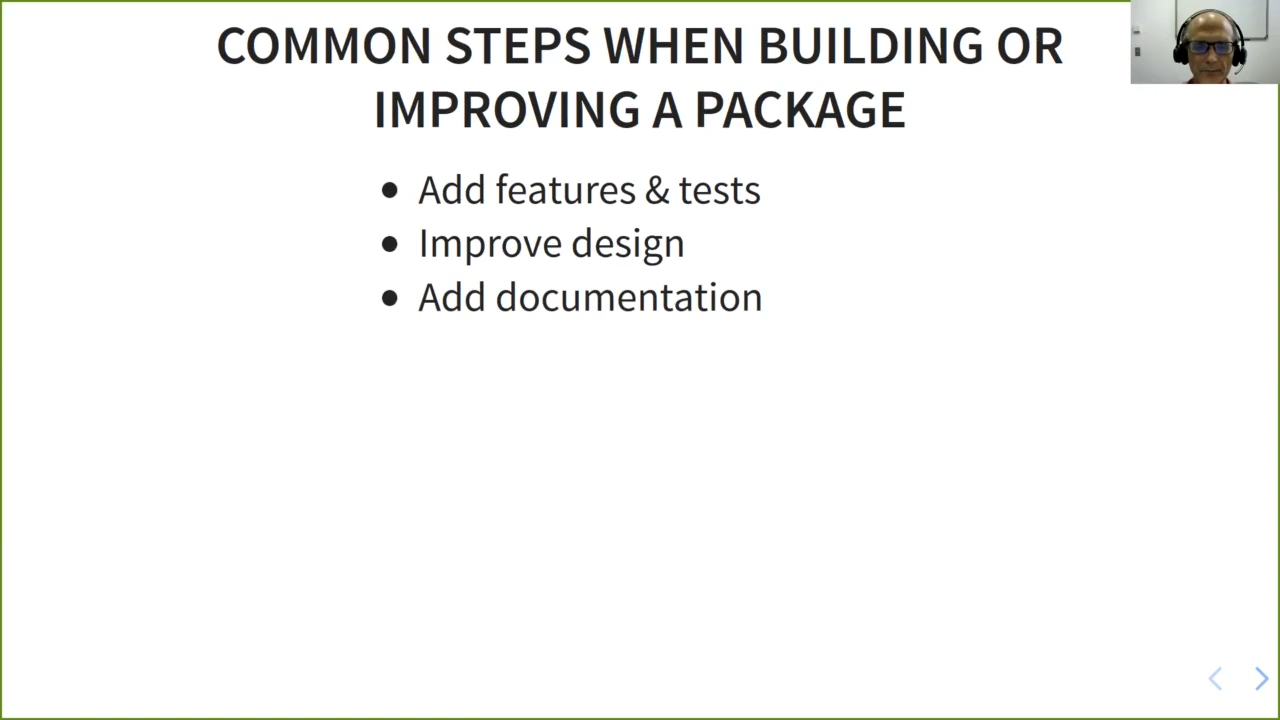 COMMON STEPS WHEN BUILDING OR
IMPROVING A PACKAGE
• Add features & tests
• Improve design
• Add documentation